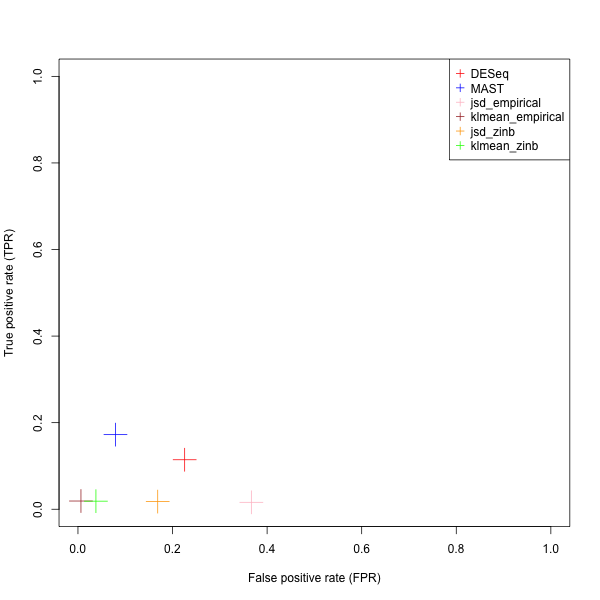 DESeq
MAST
jsd_empirical
klmean_empirical
jsd_zinb
klmean_zinb
1.0
0.8
0.6
0.4
0.2
0.0
True positive rate (TPR)
0.0 0.2 0.4 0.6 0.8 1.0
False positive rate (FPR)